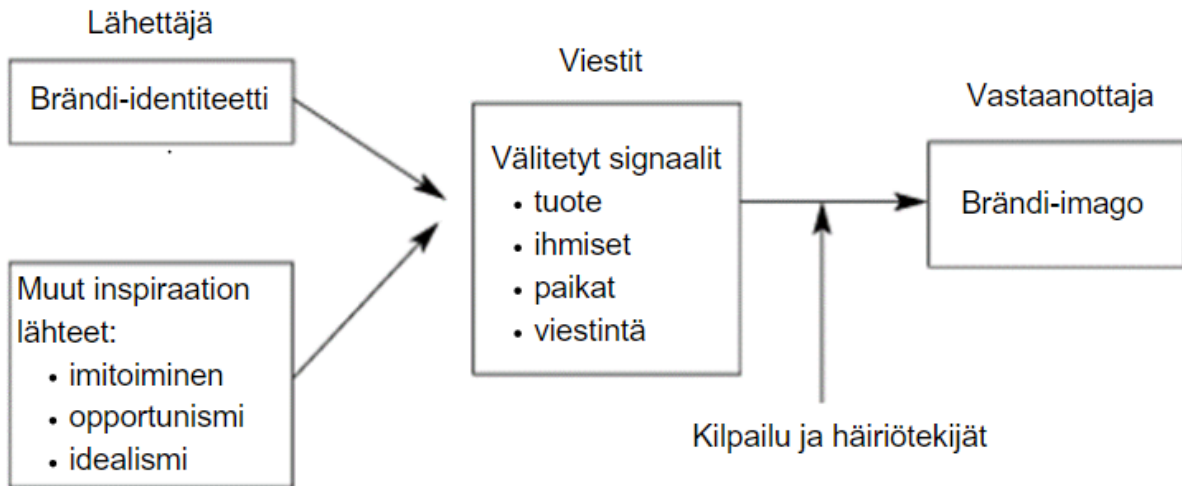 Lähettäjä
Brändi-identiteetti
Muut inspiraation
lähteet:
• imitoiminen
• opportunismi
• idealismi
Viestit
Välitetyt signaalit
• tuote
• ihmiset
• paikat
• viestintä
Kilpailu ja häiriötekijät
Vastaanottaja
Brändi-imago